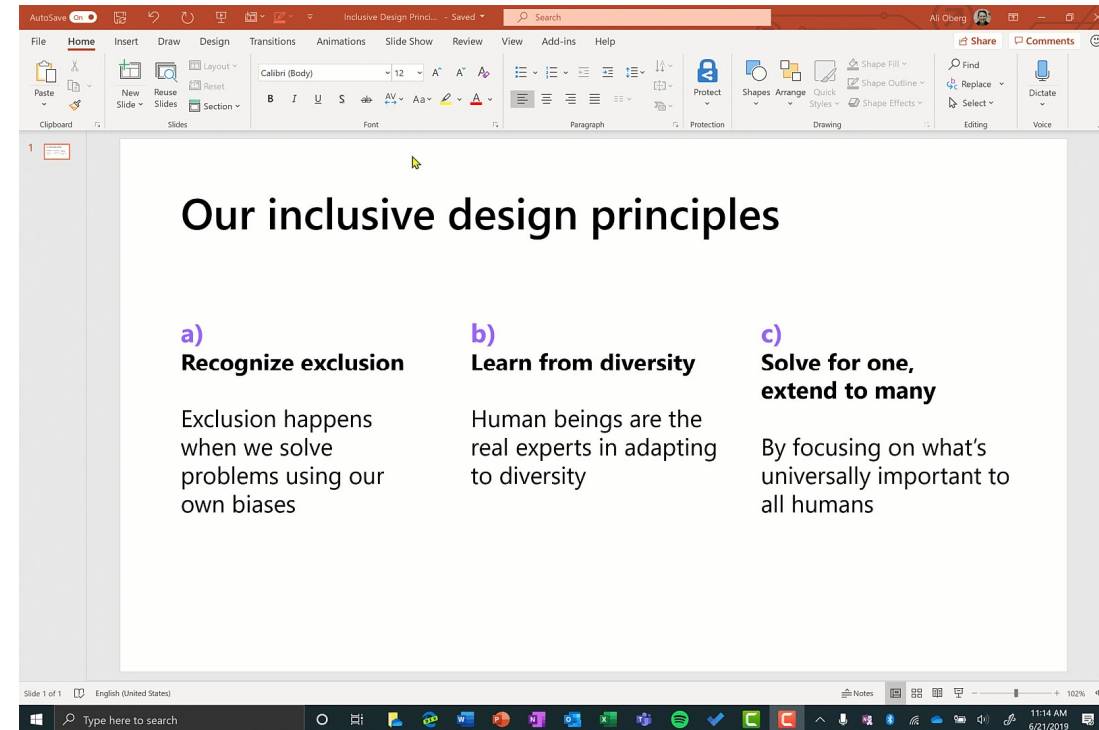 AutoSave On
Inclusive Design Princi... - Saved
Search
Ali Oberg
File Home Insert Draw Design Transitions Animations Slide Show Review View Add-ins Help
Share Comments
Paste
New Slide
Reuse Slides
Layout
Reset
Section
Calibri (Body) 12
B I U S ab AV Aa A
Protect
Shapes Arrange Quick Styles
Shape Fill
Shape Outline
Shape Effects
Find
Replace
Select
Dictate
Clipboard Slides Font Paragraph Protection Drawing Editing Voice
1
Our inclusive design principles
a)
Recognize exclusion
Exclusion happens
when we solve
problems using our
own biases
b)
Learn from diversity
Human beings are the
real experts in adapting
to diversity
c)
Solve for one,
extend to many
By focusing on what's
universally important to
all humans
Slide 1 of 1 English (United States) Notes 102%
Type here to search
11:14 AM
6/21/2019